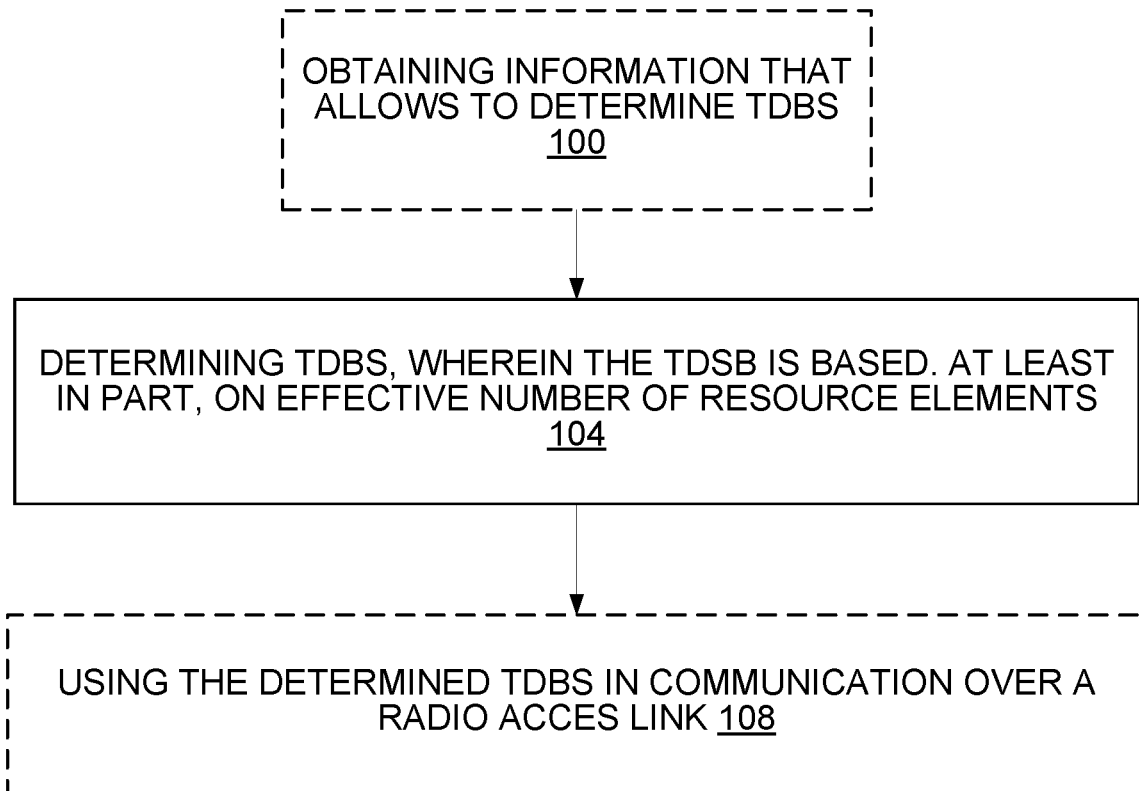 OBTAINING INFORMATION THAT
ALLOWS TO DETERMINE TDBS
100
DETERMINING TDBS, WHEREIN THE TDSB IS BASED. AT LEAST
IN PART, ON EFFECTIVE NUMBER OF RESOURCE ELEMENTS
104
USING THE DETERMINED TDBS IN COMMUNICATION OVER A
RADIO ACCES LINK 108